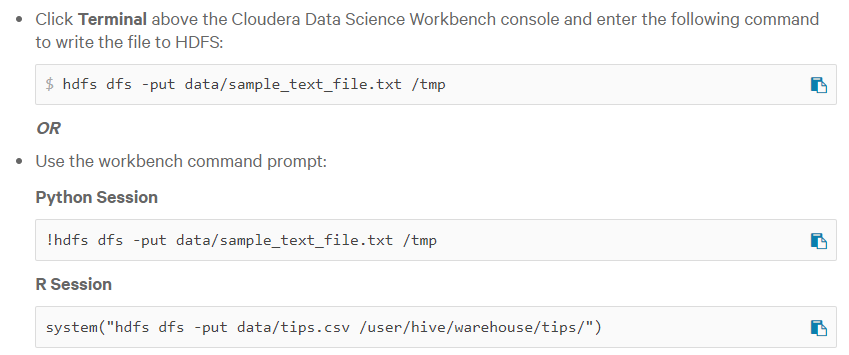 • Click Terminal above the Cloudera Data Science Workbench console and enter the following command
to write the file to HDFS:
$ hdfs dfs -put data/sample_text_file.txt /tmp
OR
• Use the workbench command prompt:
Python Session
!hdfs dfs -put data/sample_text_file.txt /tmp
R Session
system("hdfs dfs -put data/tips.csv /user/hive/warehouse/tips/")